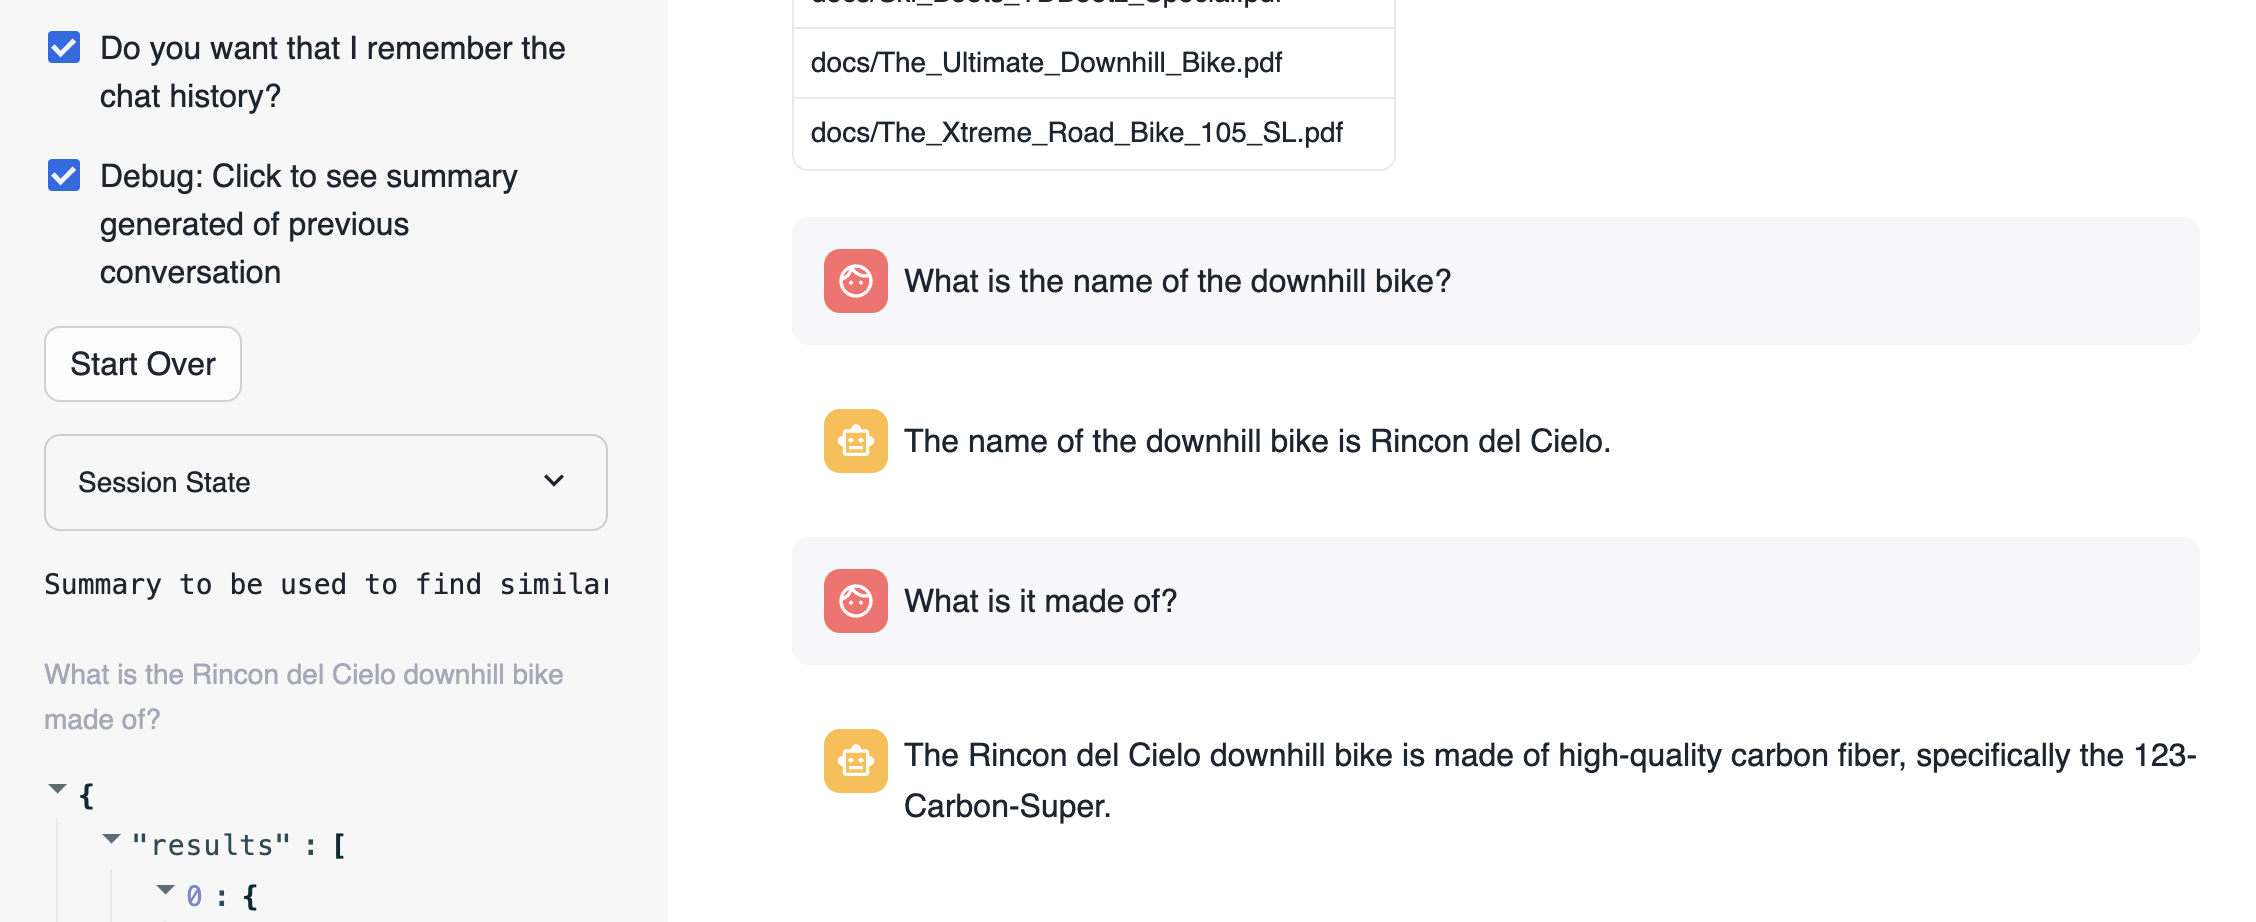 Do you want that I remember the
chat history?
Debug: Click to see summary
generated of previous
conversation
Start Over
Session State
Summary to be used to find similar
What is the Rincon del Cielo downhill bike
made of?
{
"results" : [
0 : {
docs/Ski_Boots_TDBootz_Special.pdf
docs/The_Ultimate_Downhill_Bike.pdf
docs/The_Xtreme_Road_Bike_105_SL.pdf
What is the name of the downhill bike?
The name of the downhill bike is Rincon del Cielo.
What is it made of?
The Rincon del Cielo downhill bike is made of high-quality carbon fiber, specifically the 123-
Carbon-Super.